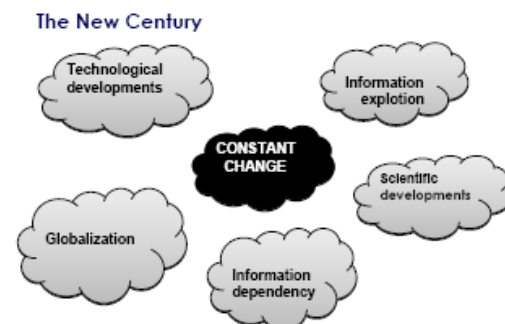 The New Century
Technological
developments
Information
explotion
CONSTANT
CHANGE
Scientific
developments
Globalization
Information
dependency